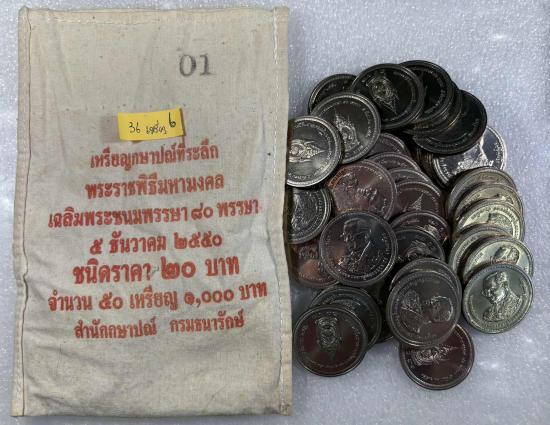 01
36 เหรียญ 6
เหรียญกษาปณ์ที่ระลึก
พระราชพิธีมหามงคล
เฉลิมพระชนมพรรษา ๘๐ พรรษา
๕ ธันวาคม ๒๕๕๐
ชนิดราคา ๒๐ บาท
จำนวน ๕๐ เหรียญ ๑,๐๐๐ บาท
สำนักกษาปณ์ กรมธนารักษ์